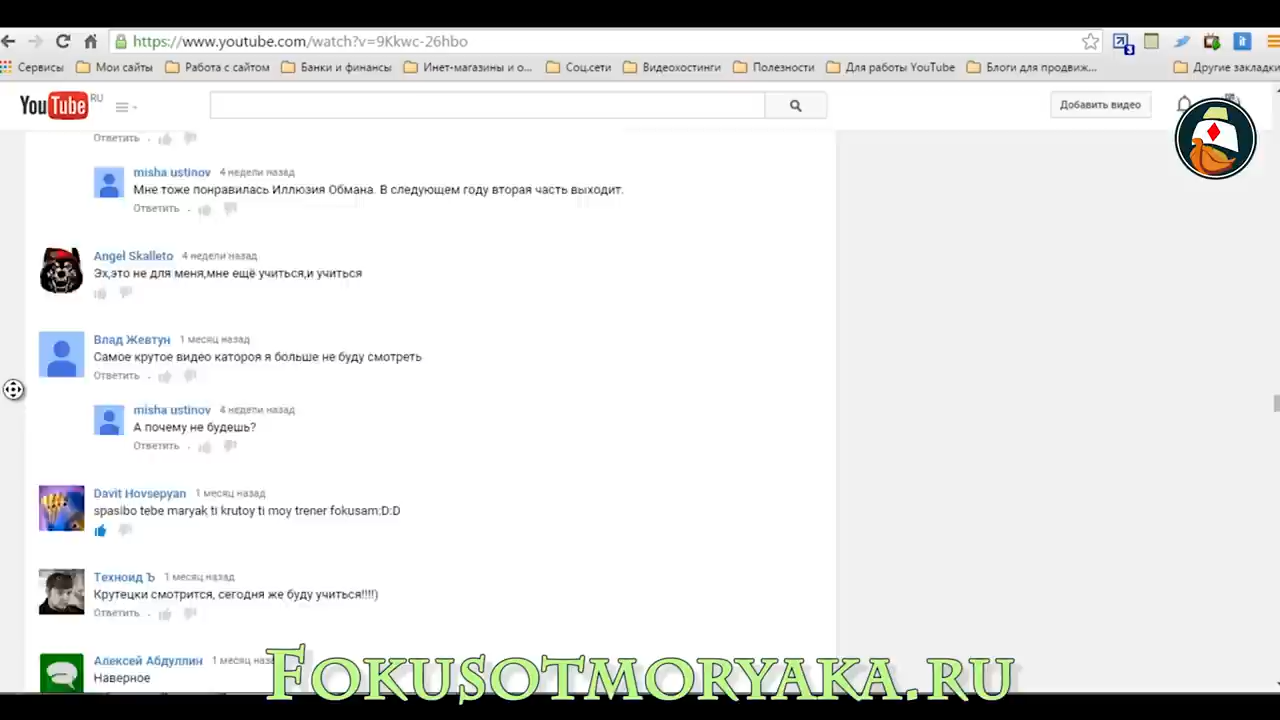 https://www.youtube.com/watch?v=9Kkwc-26hbo
Сервисы Мои сайты Работа с сайтом Банки и финансы Инет-магазины и о... Соц.сети Видеохостинги Полезности Для работы YouTube Блоги для продвиж... Другие закладки
YouTube RU
Добавить видео
Ответить
misha ustinov 4 недели назад
Мне тоже понравилась Иллюзия Обмана. В следующем году вторая часть выходит.
Ответить
Angel Skalleto 4 недели назад
Эх,это не для меня,мне ещё учиться,и учиться
Влад Жевтун 1 месяц назад
Самое крутое видео катороя я больше не буду смотреть
Ответить
misha ustinov 4 недели назад
А почему не будешь?
Ответить
Davit Hovsepyan 1 месяц назад
spasibo tebe maryak ti krutoy ti moy trener fokusam:D:D
Техноид Ъ 1 месяц назад
Крутецки смотрится, сегодня же буду учиться!!!!)
Ответить
Алексей Абдуллин 1 месяц наза
Наверное
Fokusotmoryaka.ru